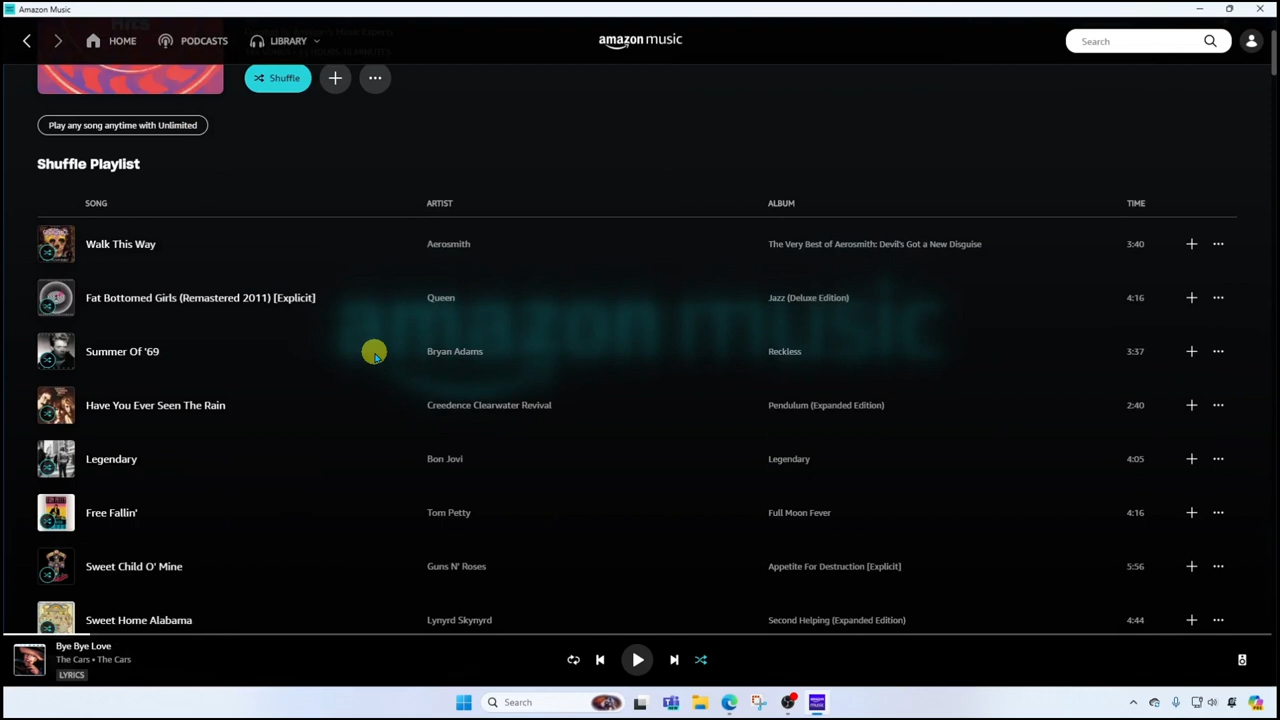 Amazon Music
HOME
PODCASTS
LIBRARY
amazon music
Search
Shuffle
Play any song anytime with Unlimited
Shuffle Playlist
SONG ARTIST ALBUM TIME
Walk This Way Aerosmith The Very Best of Aerosmith: Devil's Got a New Disguise 3:40
Fat Bottomed Girls (Remastered 2011) [Explicit] Queen Jazz (Deluxe Edition) 4:16
amazon music
Summer Of '69 Bryan Adams Reckless 3:37
Have You Ever Seen The Rain Creedence Clearwater Revival Pendulum (Expanded Edition) 2:40
Legendary Bon Jovi Legendary 4:05
Free Fallin' Tom Petty Full Moon Fever 4:16
Sweet Child O' Mine Guns N' Roses Appetite For Destruction [Explicit] 5:56
Sweet Home Alabama Lynyrd Skynyrd Second Helping (Expanded Edition) 4:44
Bye Bye Love
The Cars • The Cars
LYRICS
Search